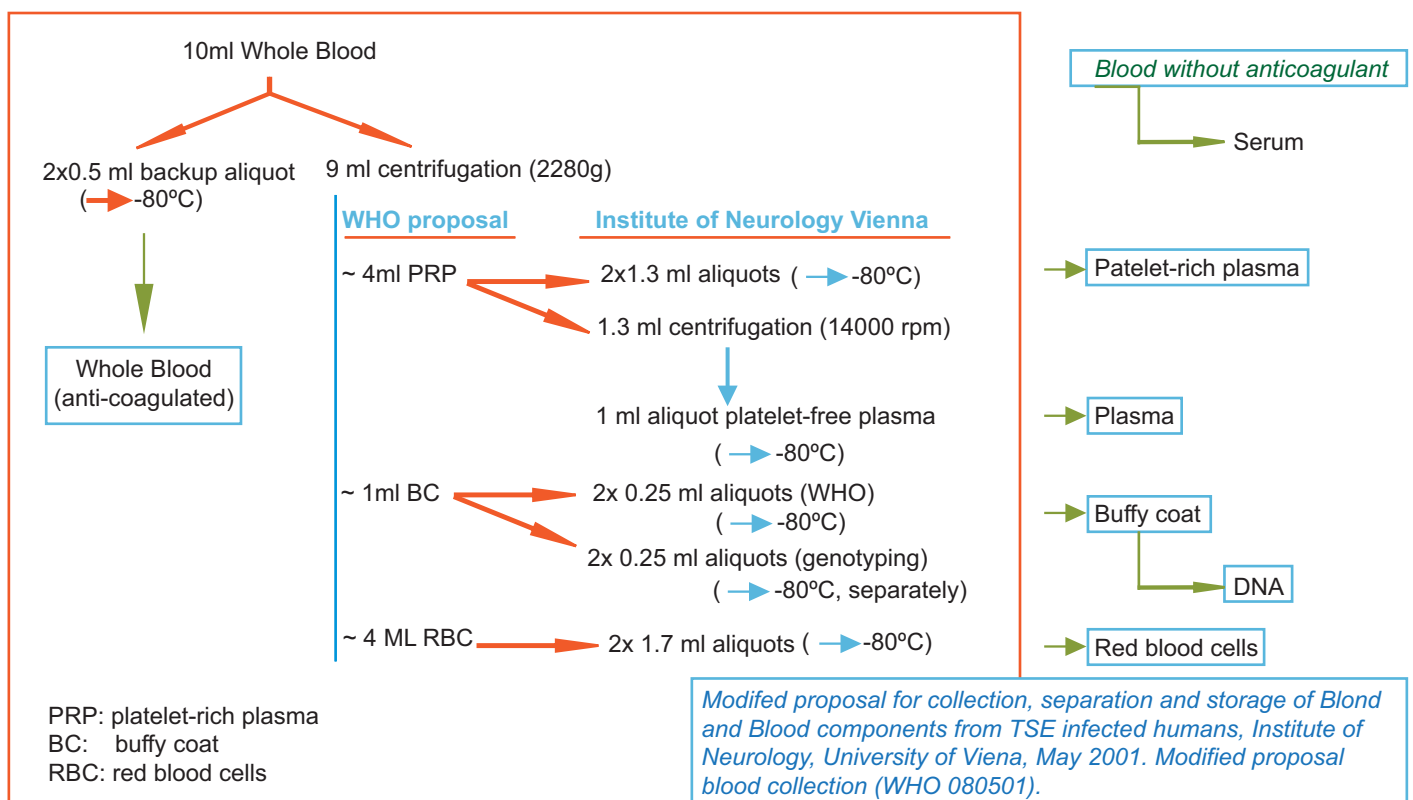 10ml Whole Blood
Blood without anticoagulant
Serum
2x0.5 ml backup aliquot
( -80ºC)
9 ml centrifugation (2280g)
WHO proposal
Institute of Neurology Vienna
~ 4ml PRP
2x1.3 ml aliquots ( -80ºC)
Patelet-rich plasma
1.3 ml centrifugation (14000 rpm)
Whole Blood
(anti-coagulated)
1 ml aliquot platelet-free plasma
( -80ºC)
Plasma
~ 1ml BC
2x 0.25 ml aliquots (WHO)
( -80ºC)
Buffy coat
2x 0.25 ml aliquots (genotyping)
( -80ºC, separately)
DNA
~ 4 ML RBC
2x 1.7 ml aliquots ( -80ºC)
Red blood cells
PRP: platelet-rich plasma
BC: buffy coat
RBC: red blood cells
Modifed proposal for collection, separation and storage of Blond
and Blood components from TSE infected humans, Institute of
Neurology, University of Viena, May 2001. Modified proposal
blood collection (WHO 080501).